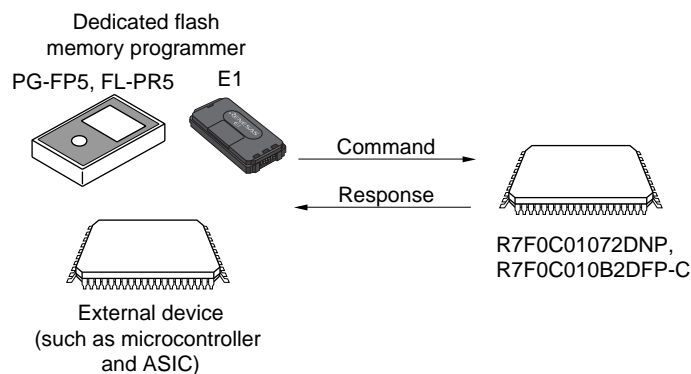 Dedicated flash
memory programmer
PG-FP5, FL-PR5
E1
Command
Response
R7F0C01072DNP,
R7F0C010B2DFP-C
External device
(such as microcontroller
and ASIC)